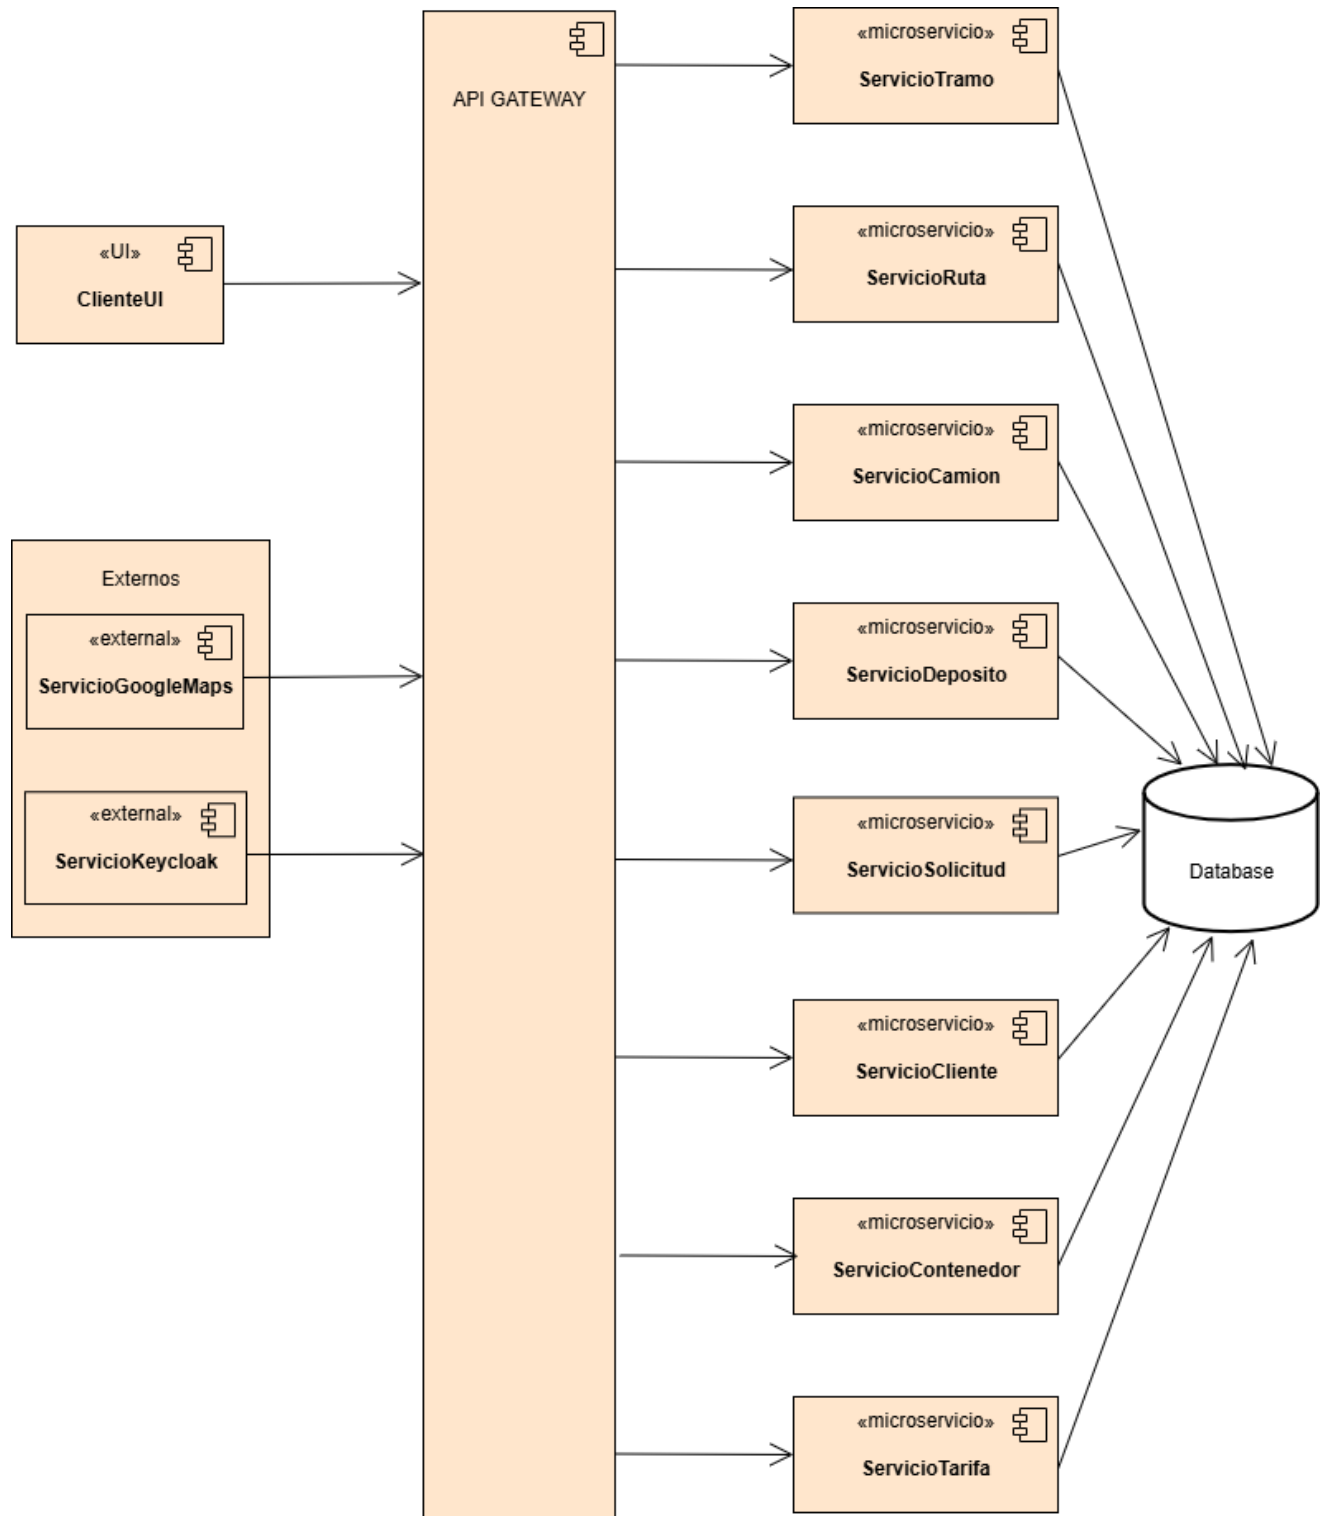 «microservicio»
ServicioTramo
API GATEWAY
«microservicio»
ServicioRuta
«UI»
ClienteUI
«microservicio»
ServicioCamion
Externos
«external»
ServicioGoogleMaps
«microservicio»
ServicioDeposito
«external»
ServicioKeycloak
«microservicio»
ServicioSolicitud
Database
«microservicio»
ServicioCliente
«microservicio»
ServicioContenedor
«microservicio»
ServicioTarifa